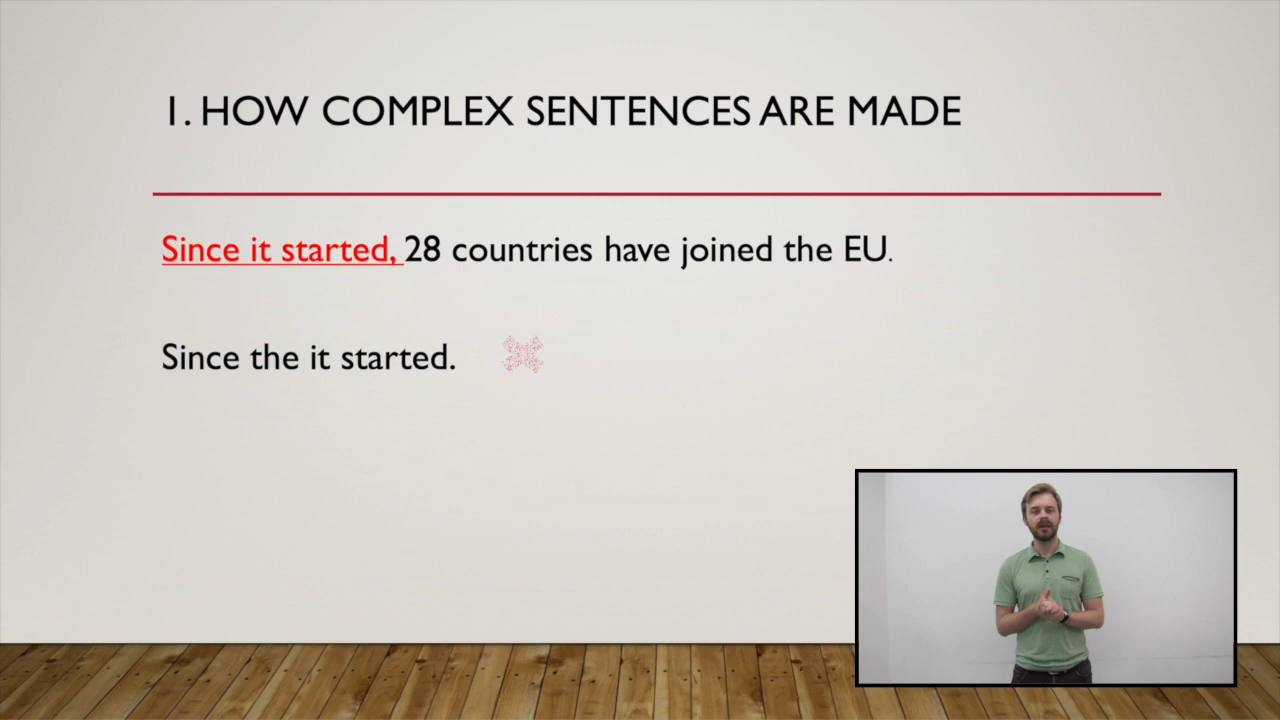 1. HOW COMPLEX SENTENCES ARE MADE
Since it started, 28 countries have joined the EU.
Since the it started.